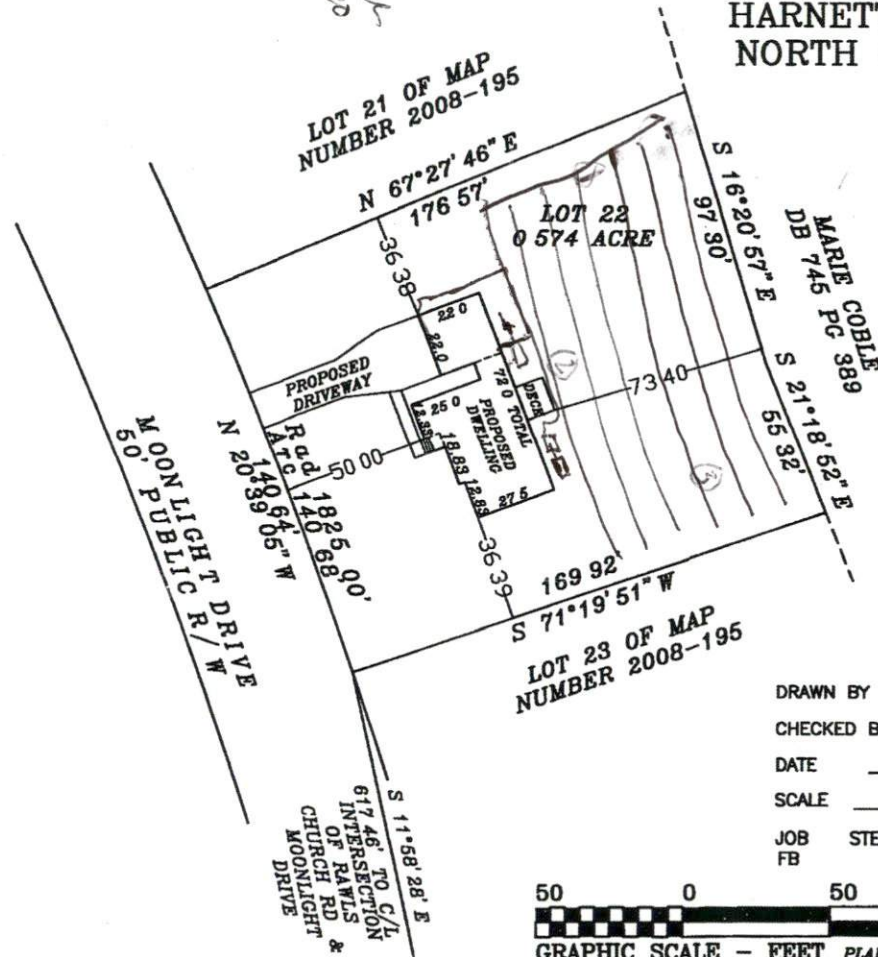 HARNETT
NORTH
LOT 21 OF MAP
NUMBER 2008-195
N 67°27'46" E
176 57'
LOT 22
0 574 ACRE
S 16°20'57" E
97 30'
MARIE COBLE
DB 745 PG 389
S 21°18'52" E
55 32'
36 38
22 0
22.0
PROPOSED
DRIVEWAY
25 0
12.33
18.83
12.83
27 5
72 0 TOTAL
PROPOSED
DWELLING
DECK
73 40
50 00
36 39
2
3
Rad 1825 00'
Arc 140 68'
140 64'
N 20°39'05" W
MOONLIGHT DRIVE
50' PUBLIC R/W
169 92'
S 71°19'51" W
LOT 23 OF MAP
NUMBER 2008-195
S 11°58'28' E
617 46' TO C/L
INTERSECTION
OF RAWLS
CHURCH RD &
MOONLIGHT
DRIVE
DRAWN BY
CHECKED B
DATE
SCALE
JOB STE
FB
50 0 50
GRAPHIC SCALE - FEET PLA